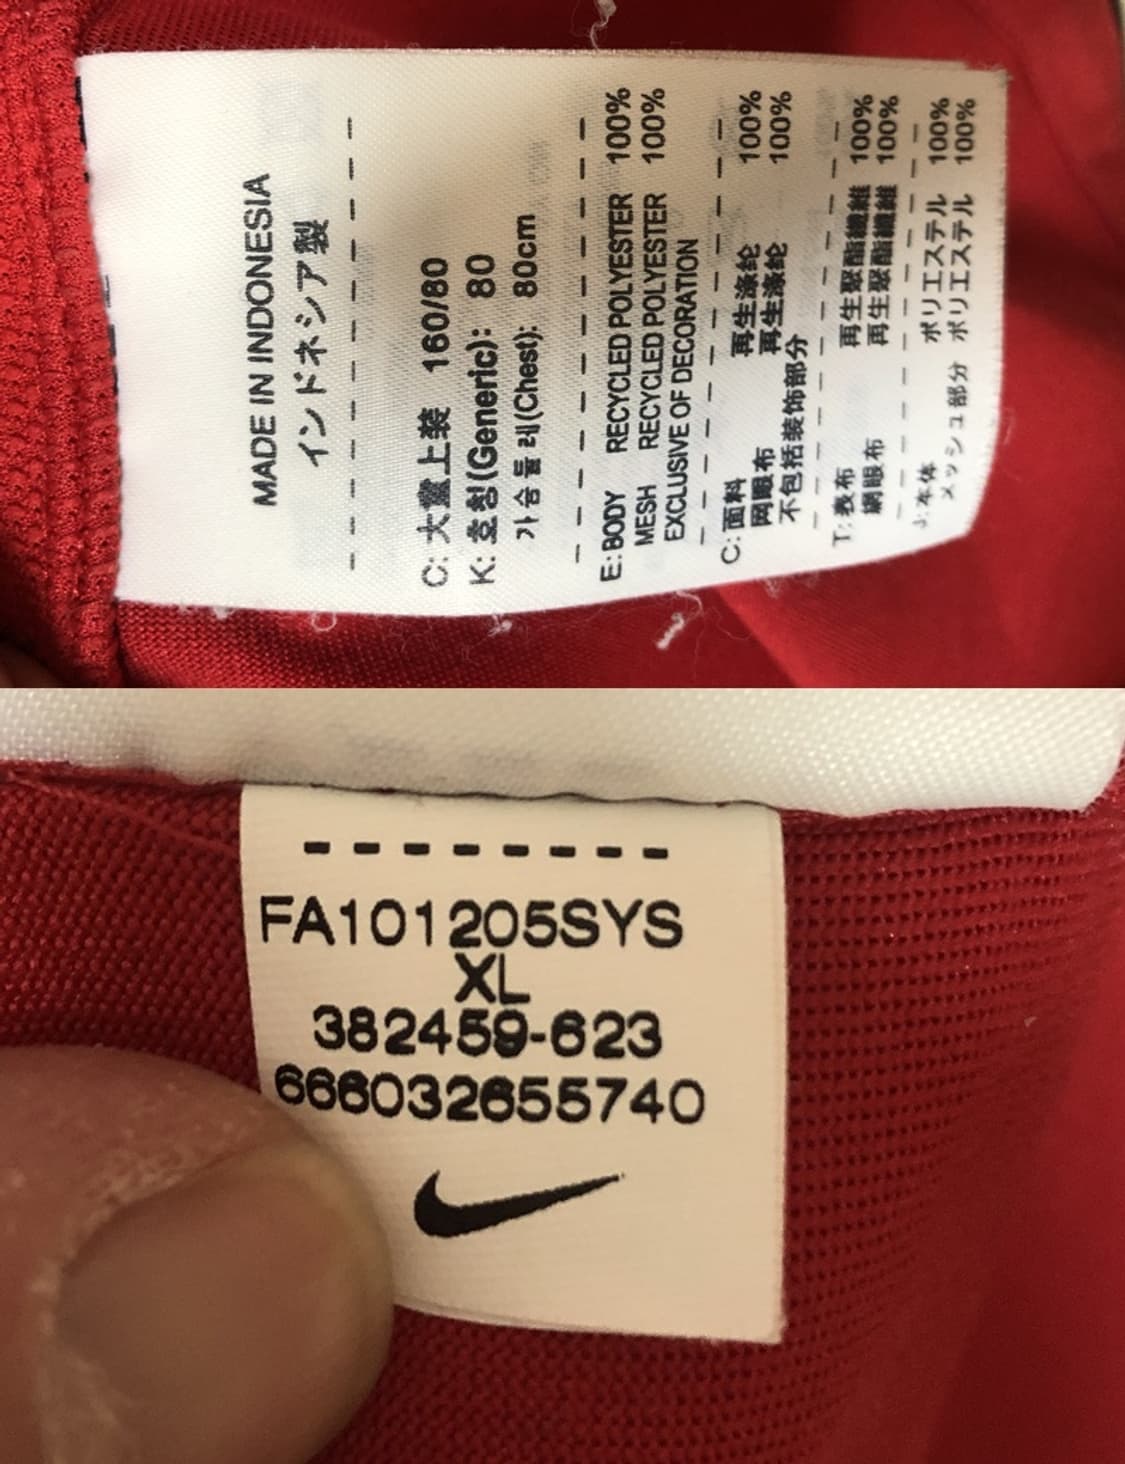 MADE IN INDONESIA
インドネシア製
C: 大童上装 160/80
K: 호칭(Generic): 80
가슴둘레(Chest): 80cm
E: BODY RECYCLED POLYESTER 100%
MESH RECYCLED POLYESTER 100%
EXCLUSIVE OF DECORATION
C: 面料 再生涤纶 100%
网眼布 再生涤纶 100%
不包括装饰部分
T: 表布 再生聚酯纖維 100%
網眼布 再生聚酯纖維 100%
J: 本体 ポリエステル 100%
メッシュ部分 ポリエステル 100%
FA101205SYS
XL
382459-623
666032655740